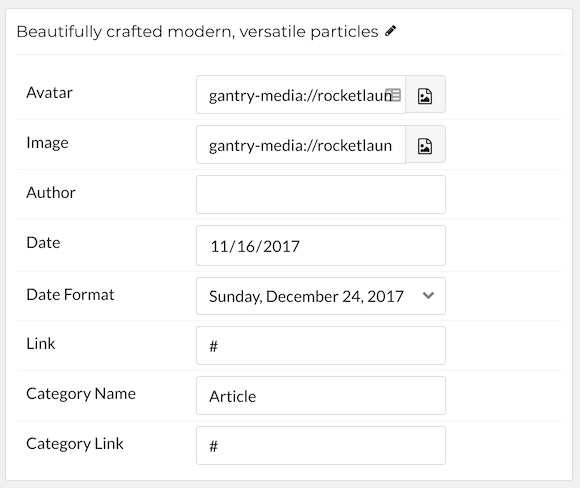 Beautifully crafted modern, versatile particles
Avatar gantry-media://rocketlaun
Image gantry-media://rocketlaun
Author
Date 11/16/2017
Date Format Sunday, December 24, 2017
Link #
Category Name Article
Category Link #